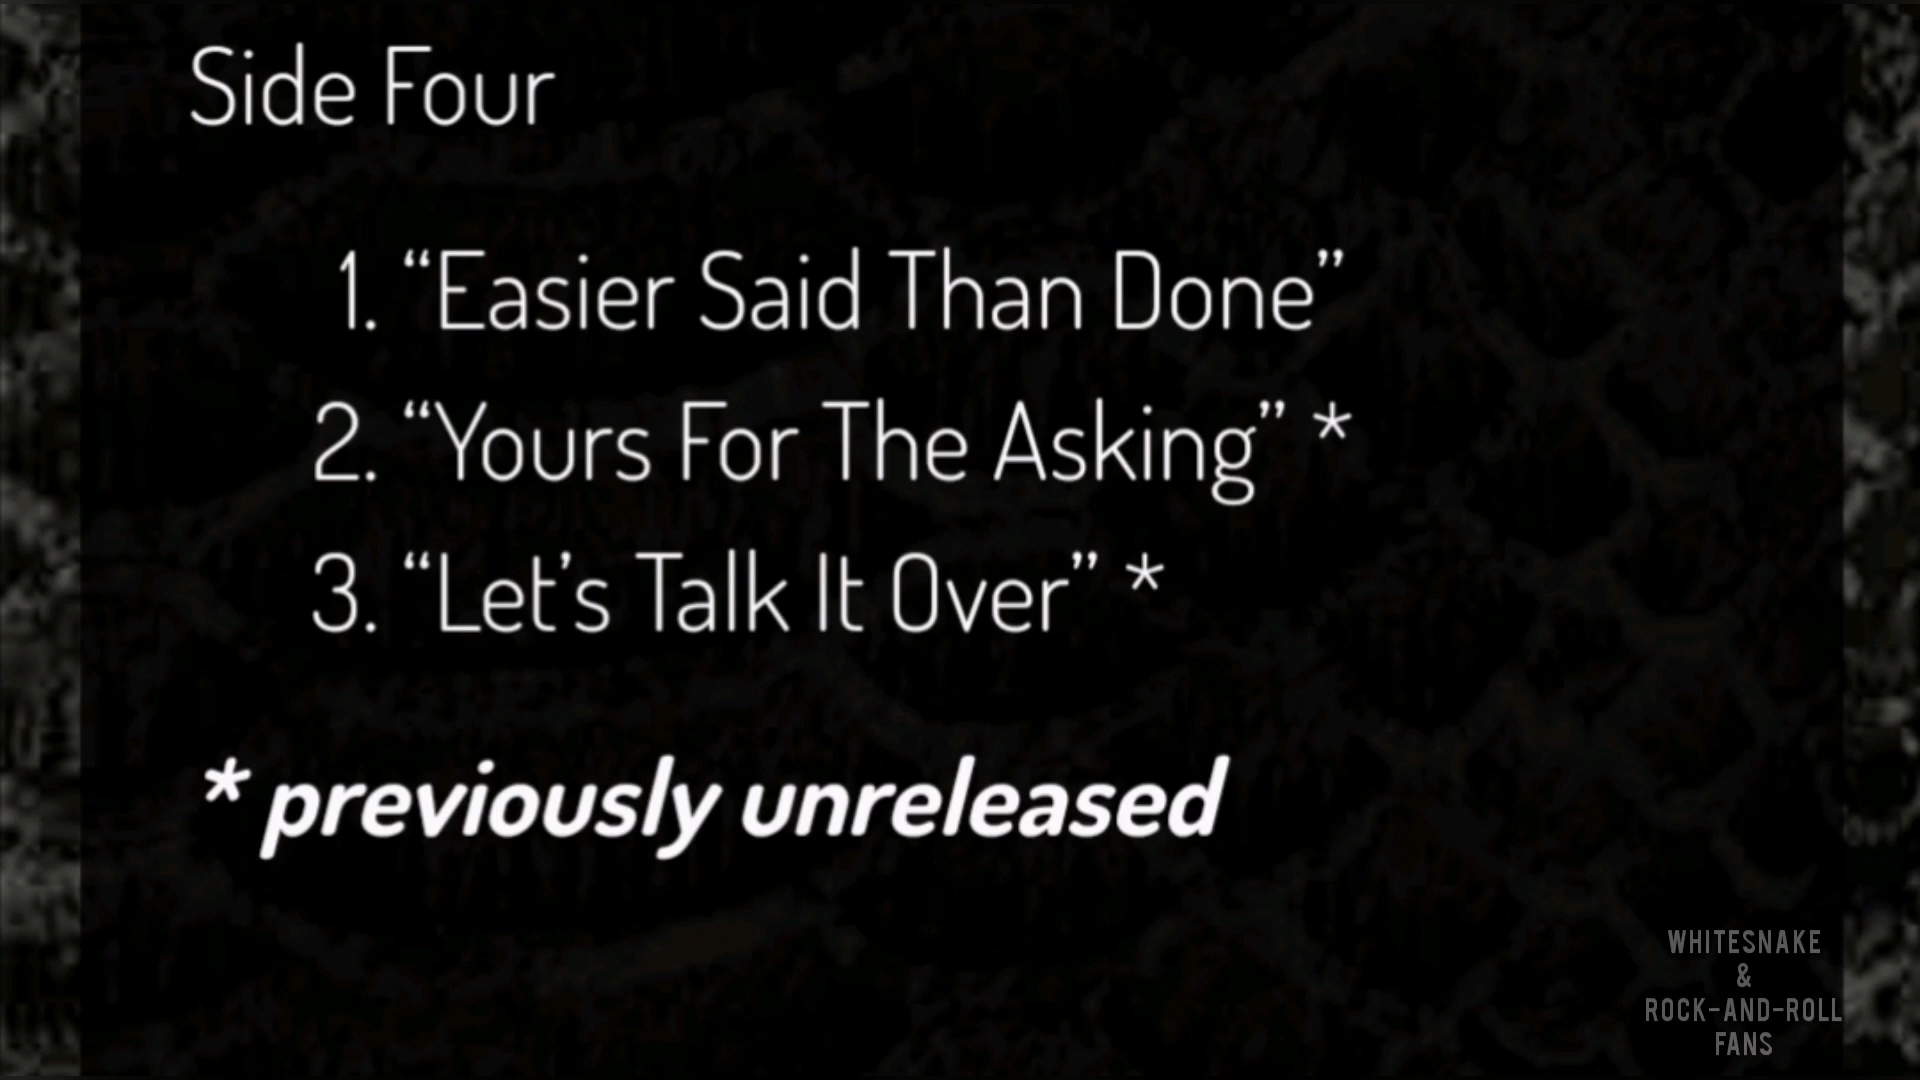 Side Four
1. “Easier Said Than Done”
2. “Yours For The Asking” *
3. “Let’s Talk It Over” *
* previously unreleased
WHITESNAKE
&
ROCK-AND-ROLL
FANS